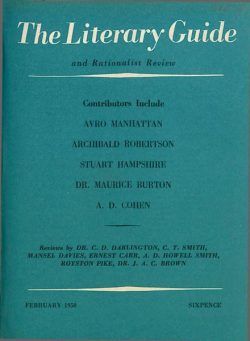 The Literary Guide
and Rationalist Review
Contributors Include
AVRO MANHATTAN
ARCHIBALD ROBERTSON
STUART HAMPSHIRE
DR. MAURICE BURTON
A. D. COHEN
Reviews by DR. C. D. DARLINGTON, C. T. SMITH,
MANSEL DAVIES, ERNEST CARR, A. D. HOWELL SMITH,
ROYSTON PIKE, DR. J. A. C. BROWN
FEBRUARY 1950
SIXPENCE